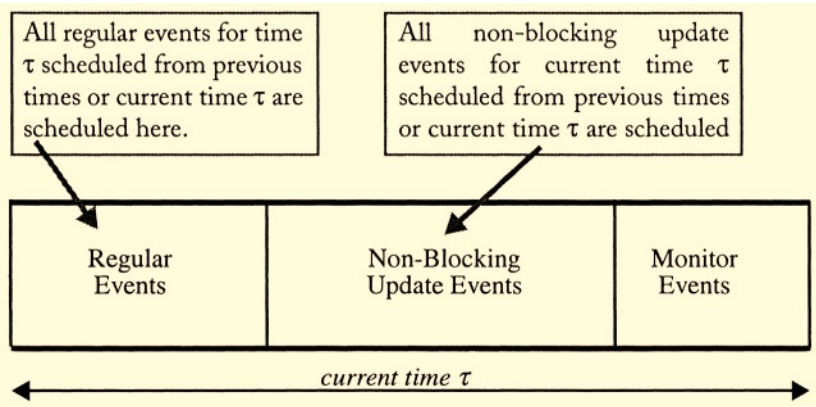 All regular events for time
τ scheduled from previous
times or current time τ are
scheduled here.
All non-blocking update
events for current time τ
scheduled from previous times
or current time τ are scheduled
Regular
Events
Non-Blocking
Update Events
Monitor
Events
current time τ